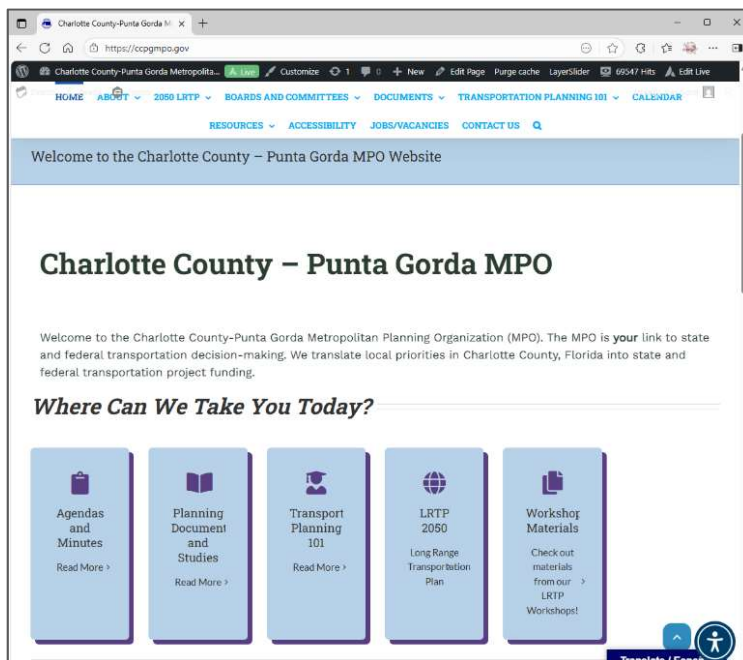 Charlotte County-Punta Gorda M
https://ccpgmpo.gov
Charlotte County-Punta Gorda Metropolita... Live Customize 1 0 New Edit Page Purge cache LayerSlider 69547 Hits Edit Live
HOME ABOUT 2050 LRTP BOARDS AND COMMITTEES DOCUMENTS TRANSPORTATION PLANNING 101 CALENDAR
RESOURCES ACCESSIBILITY JOBS/VACANCIES CONTACT US
Welcome to the Charlotte County – Punta Gorda MPO Website
Charlotte County – Punta Gorda MPO
Welcome to the Charlotte County-Punta Gorda Metropolitan Planning Organization (MPO). The MPO is your link to state
and federal transportation decision-making. We translate local priorities in Charlotte County, Florida into state and
federal transportation project funding.
Where Can We Take You Today?
Agendas
and
Minutes
Read More >
Planning
Document
and
Studies
Read More >
Transport
Planning
101
Read More >
LRTP
2050
Long Range
Transportation
Plan
Workshop
Materials
Check out
materials
from our >
LRTP
Workshops!